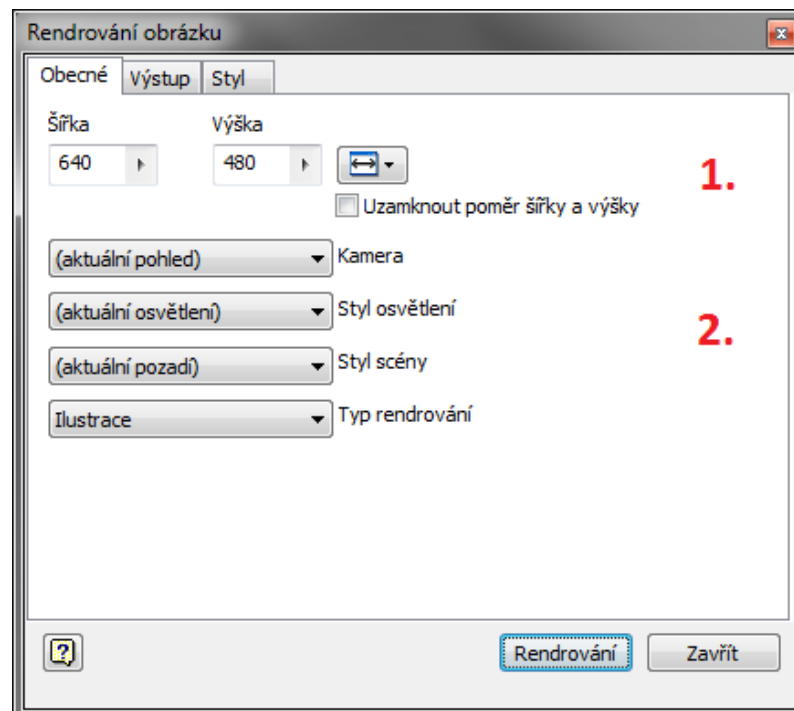 Rendrování obrázku
Obecné Výstup Styl
Šířka Výška
640 480
1.
Uzamknout poměr šířky a výšky
(aktuální pohled) Kamera
(aktuální osvětlení) Styl osvětlení
2.
(aktuální pozadí) Styl scény
Ilustrace Typ rendrování
Rendrování Zavřít